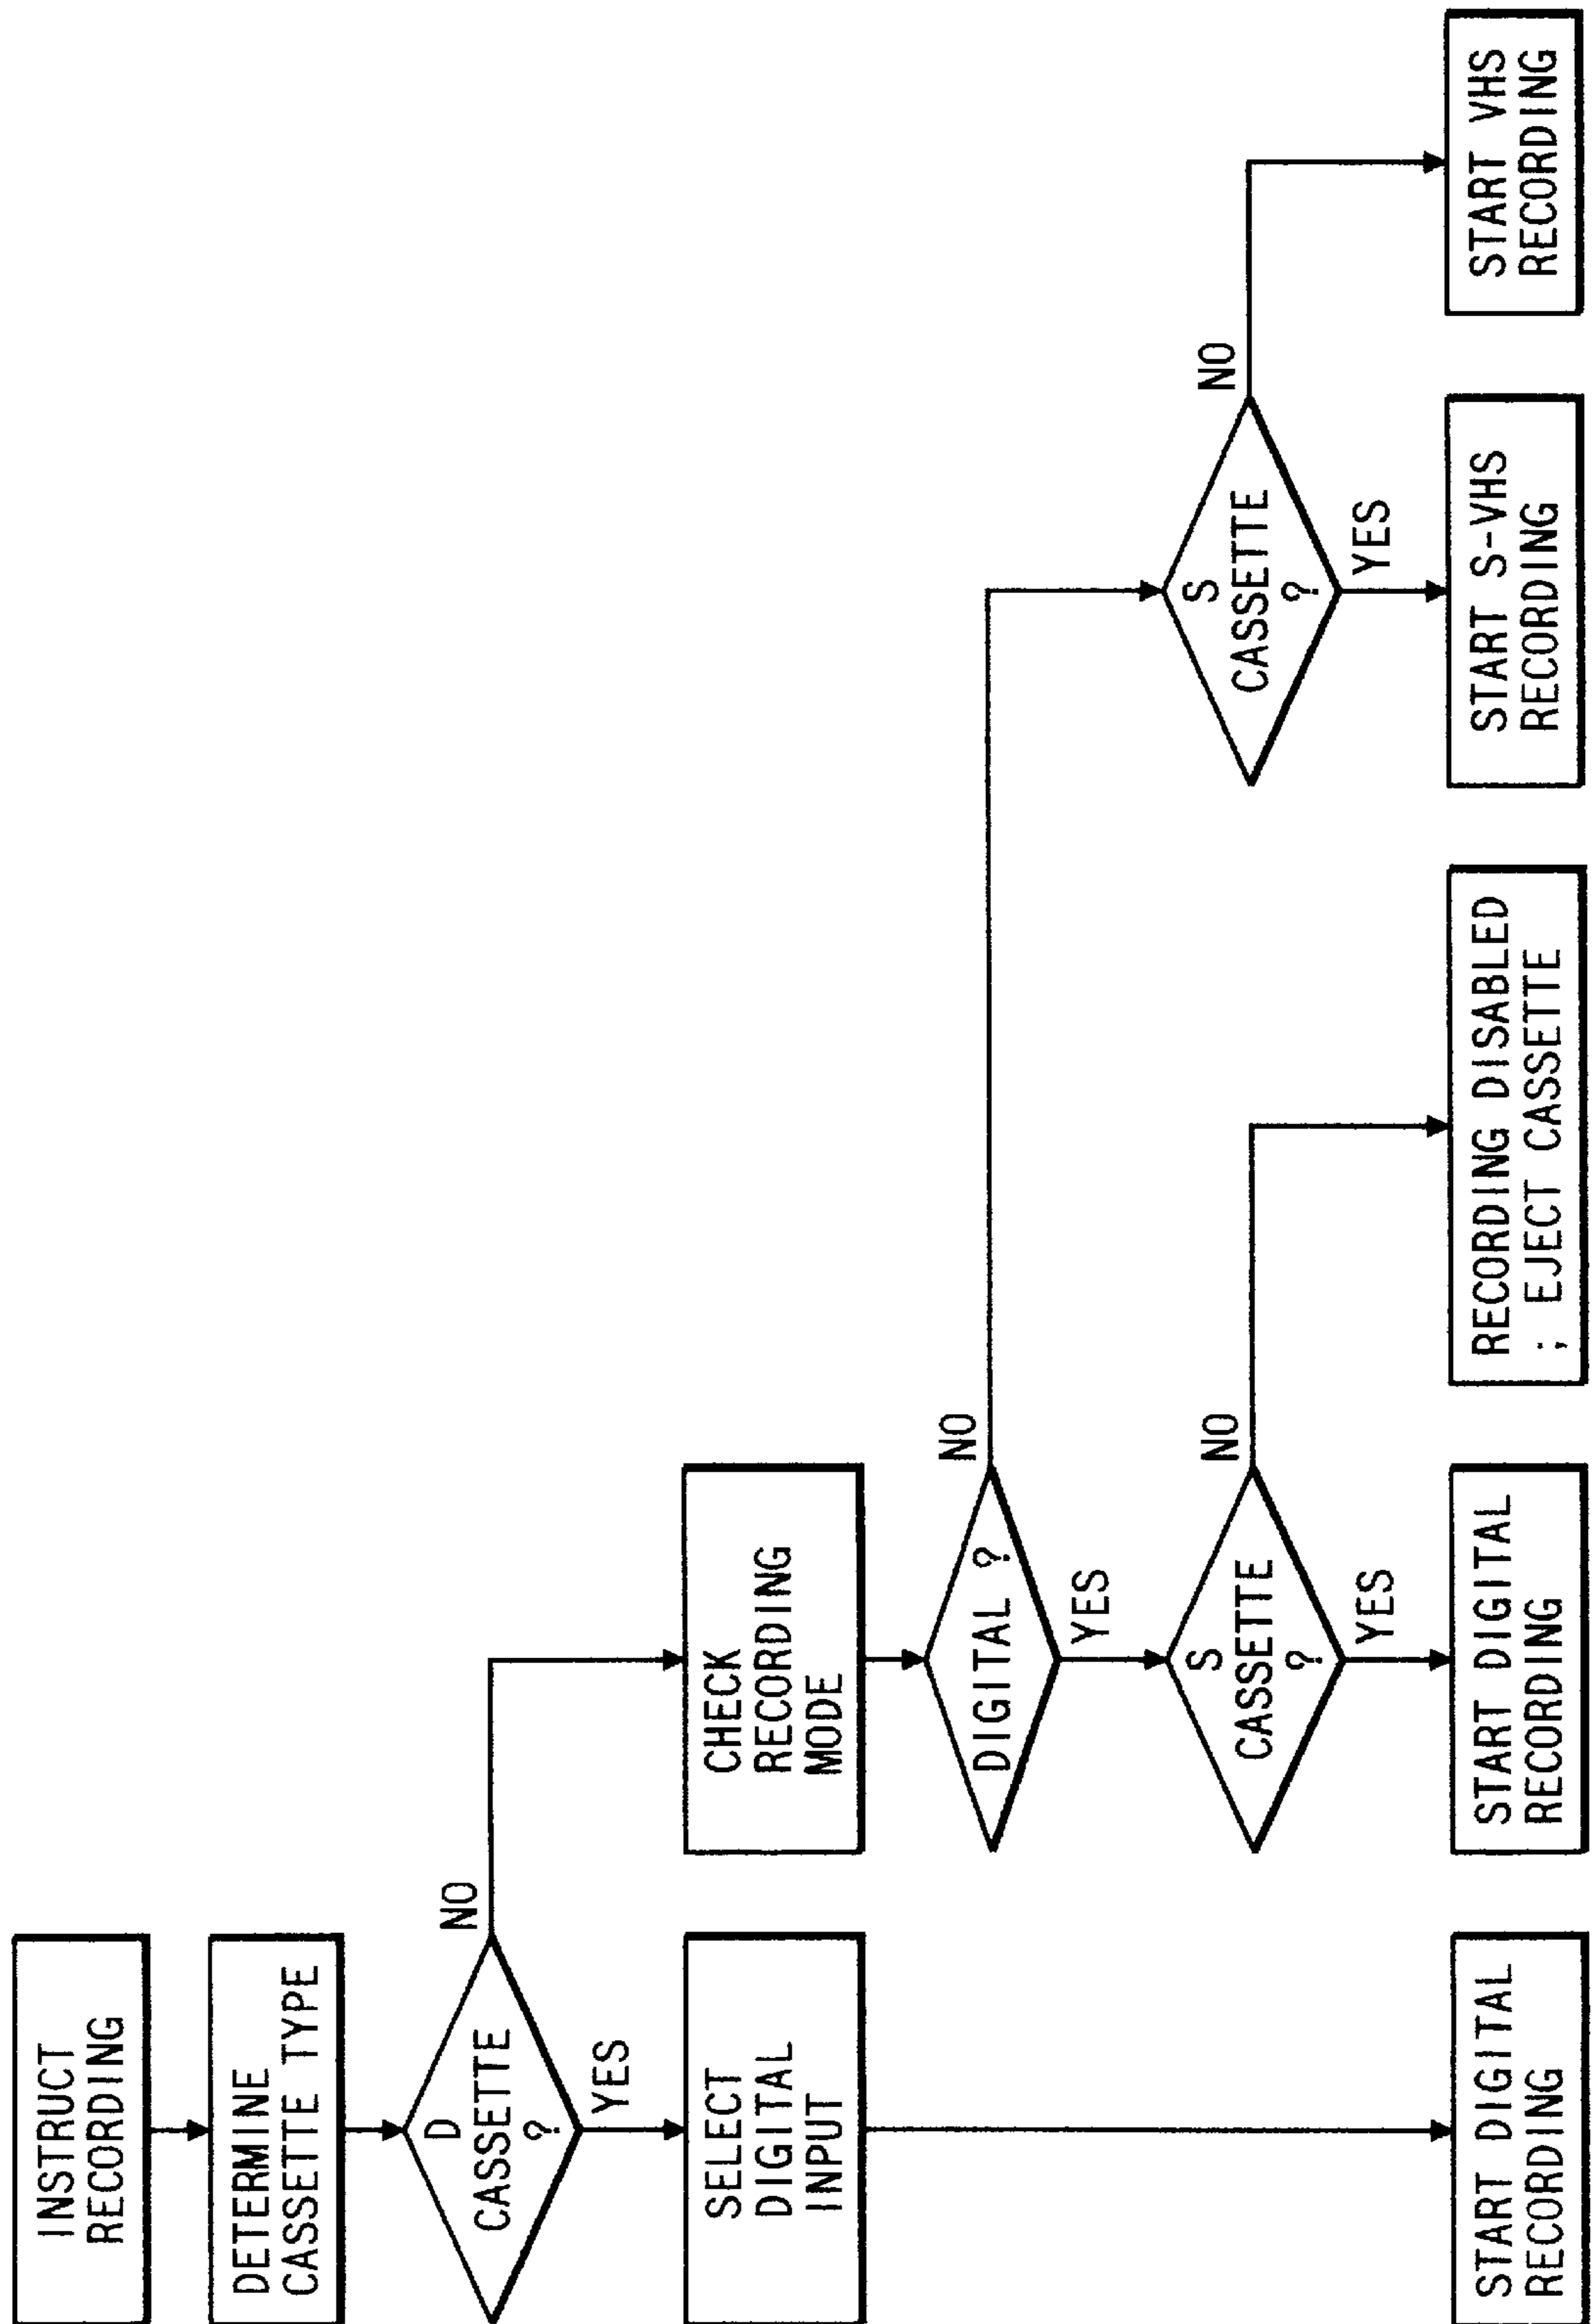 INSTRUCT
RECORDING
DETERMINE
CASSETTE TYPE
D
CASSETTE
?
NO
YES
SELECT
DIGITAL
INPUT
CHECK
RECORDING
MODE
DIGITAL ?
NO
YES
S
CASSETTE
?
NO
YES
S
CASSETTE
?
NO
YES
START DIGITAL
RECORDING
START DIGITAL
RECORDING
RECORDING DISABLED
; EJECT CASSETTE
START S-VHS
RECORDING
START VHS
RECORDING